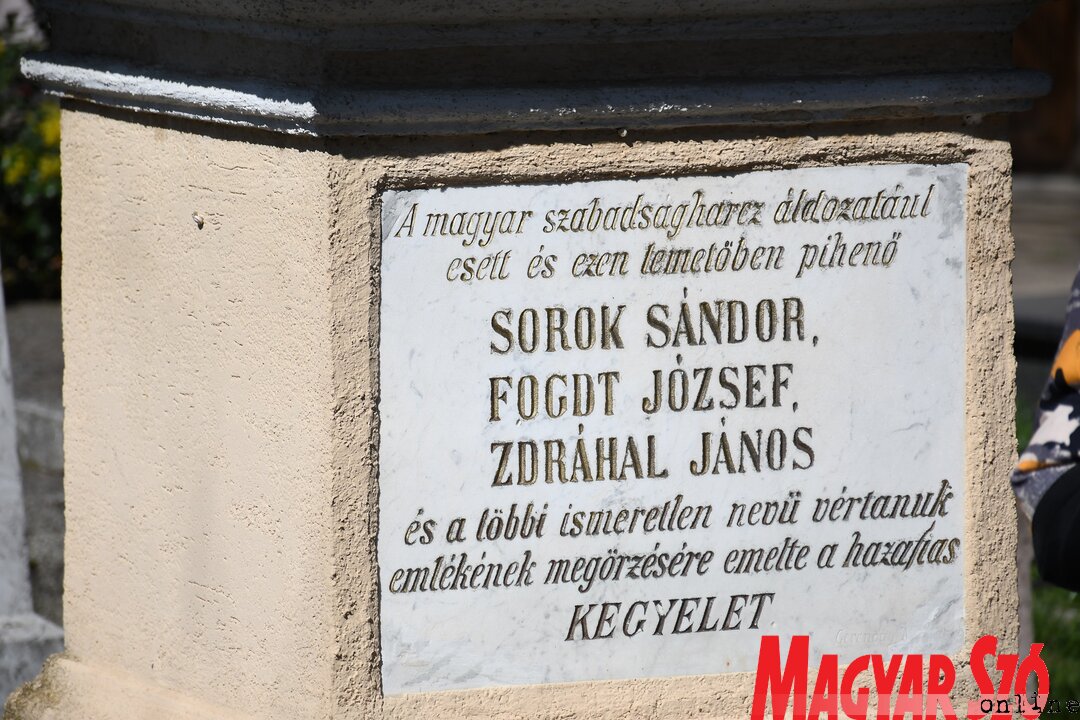 A magyar szabadságharcz áldozatául
esett és ezen temetőben pihenő
SOROK SÁNDOR,
FOGDT JÓZSEF,
ZDRÁHAL JÁNOS
és a többi ismeretlen nevü vértanuk
emlékének megörzésére emelte a hazafias
KEGYELET.
MAGYAR SZÓ
online